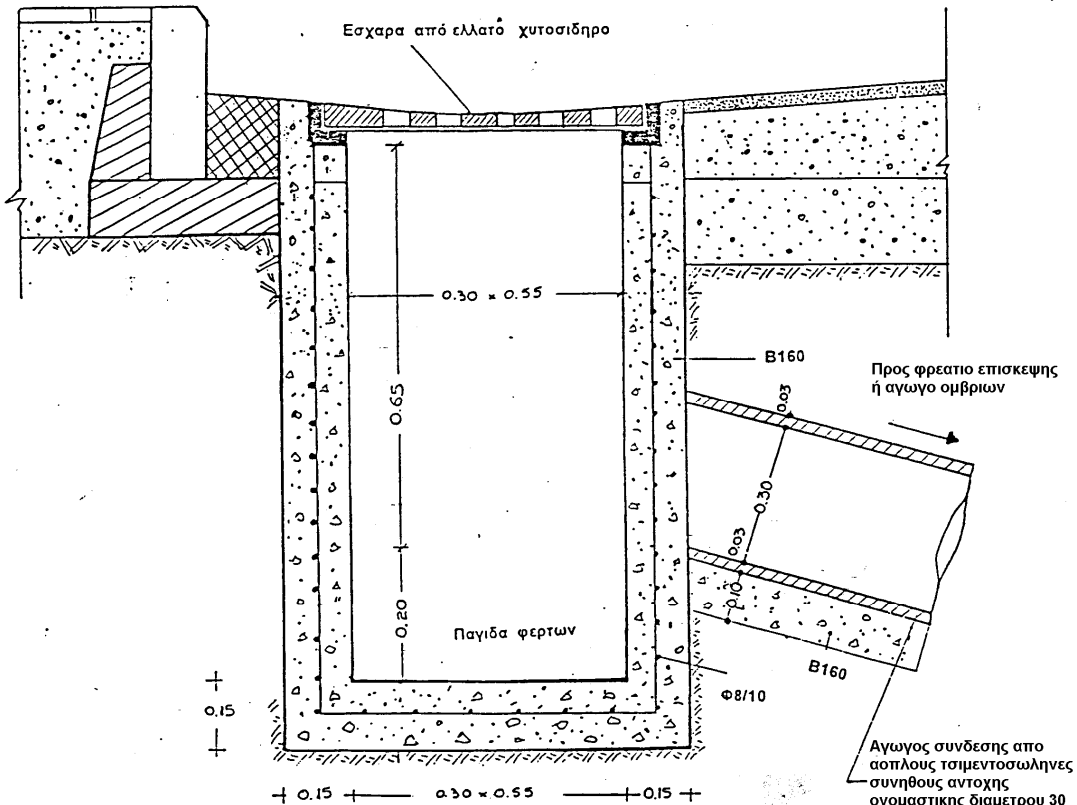 Εσχαρα από ελλατό χυτοσιδηρο
0.30 x 0.55
B160
Προς φρεατιο επισκεψης
ή αγωγο ομβριων
0.03
0.65
0.30
0.03
0.10
0.20
Παγιδα φερτων
B160
Φ8/10
0.15
Αγωγος συνδεσης απο
αοπλους τσιμεντοσωληνες
συνηθους αντοχης
ονομαστικης διαμετρου 30
0.15
0.30 x 0.55
0.15